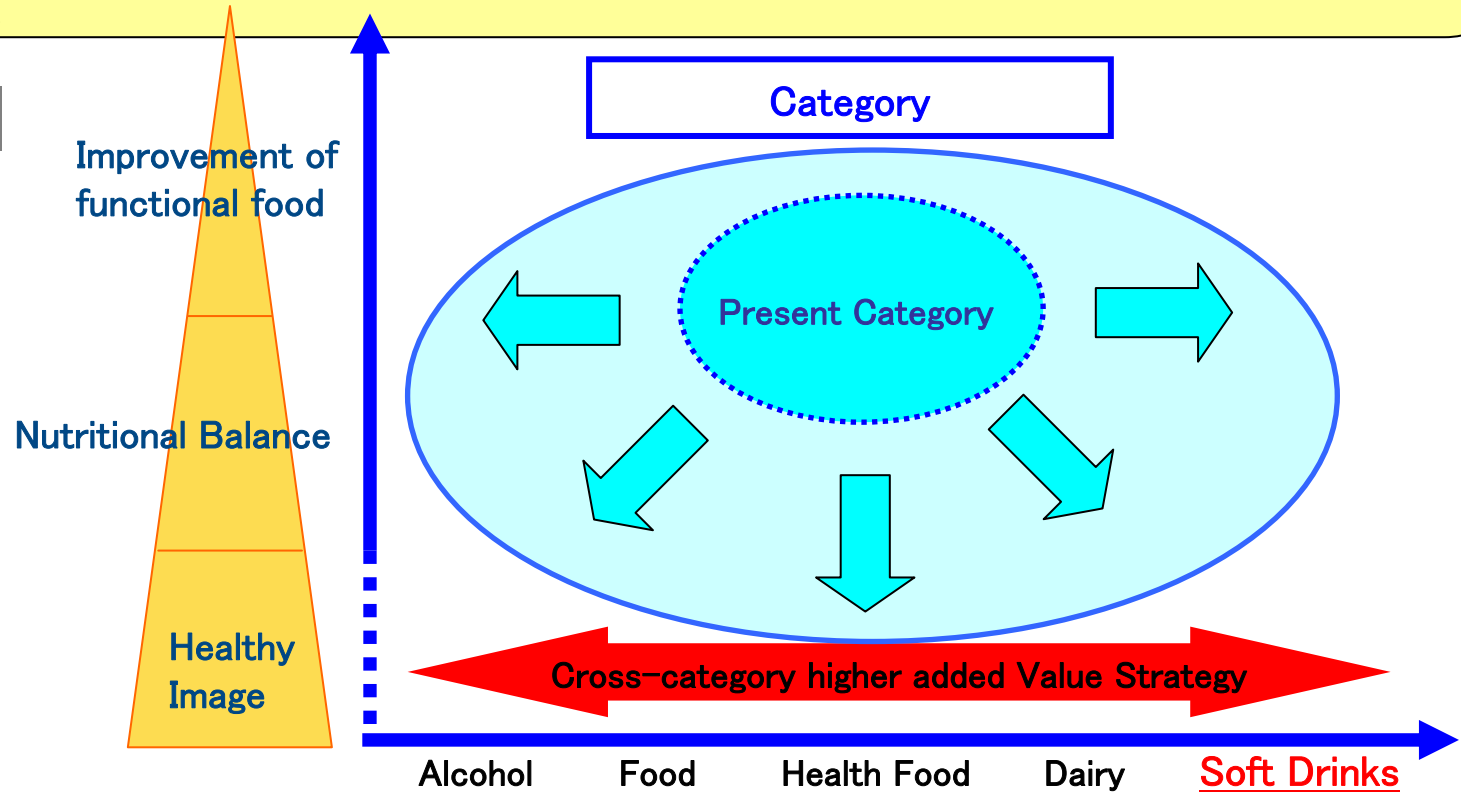 Category
Improvement of
functional food
Present Category
Nutritional Balance
Healthy
Image
Cross-category higher added Value Strategy
Alcohol Food Health Food Dairy Soft Drinks